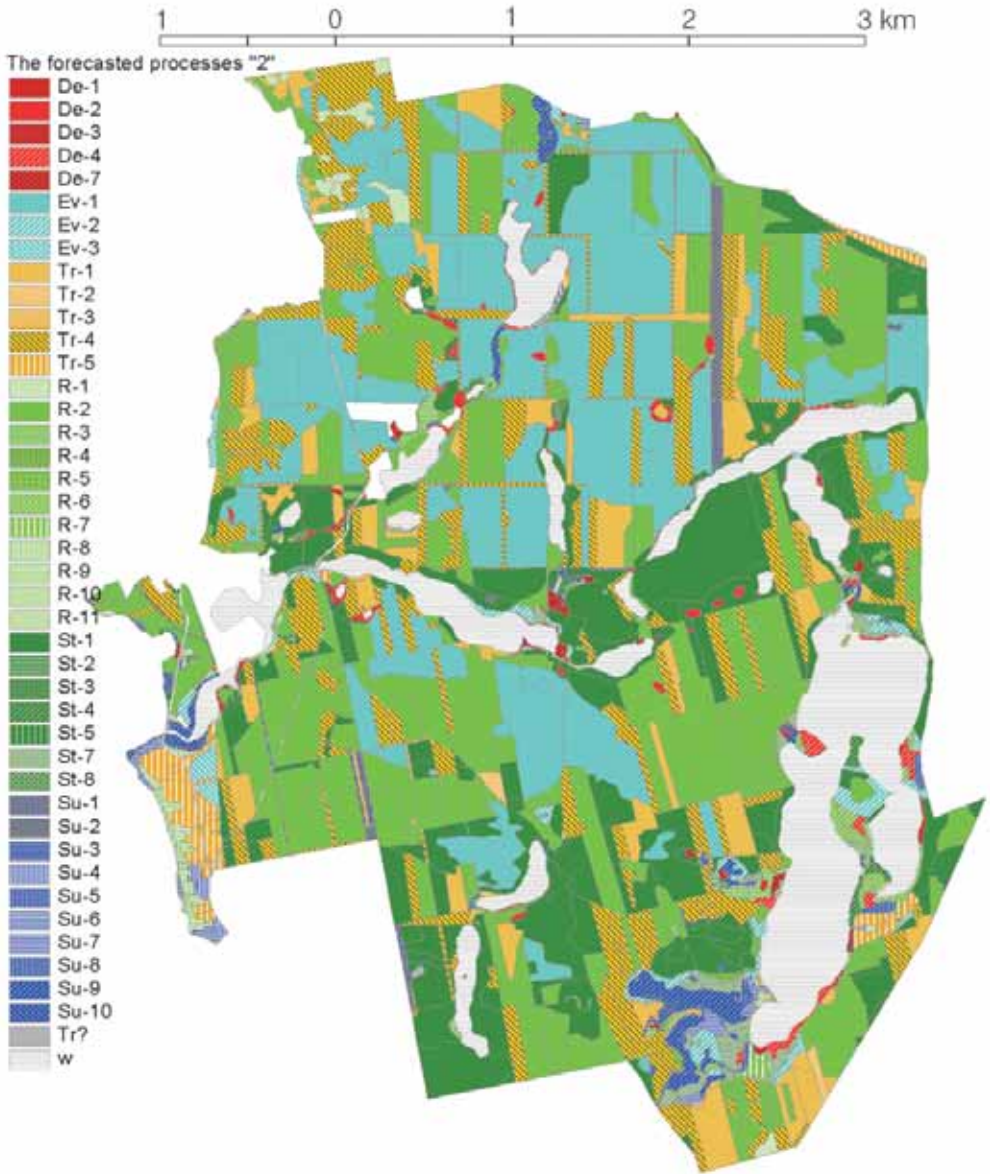 1 0 1 2 3 km
The forecasted processes "2"
De-1
De-2
De-3
De-4
De-7
Ev-1
Ev-2
Ev-3
Tr-1
Tr-2
Tr-3
Tr-4
Tr-5
R-1
R-2
R-3
R-4
R-5
R-6
R-7
R-8
R-9
R-10
R-11
St-1
St-2
St-3
St-4
St-5
St-7
St-8
Su-1
Su-2
Su-3
Su-4
Su-5
Su-6
Su-7
Su-8
Su-9
Su-10
Tr?
w